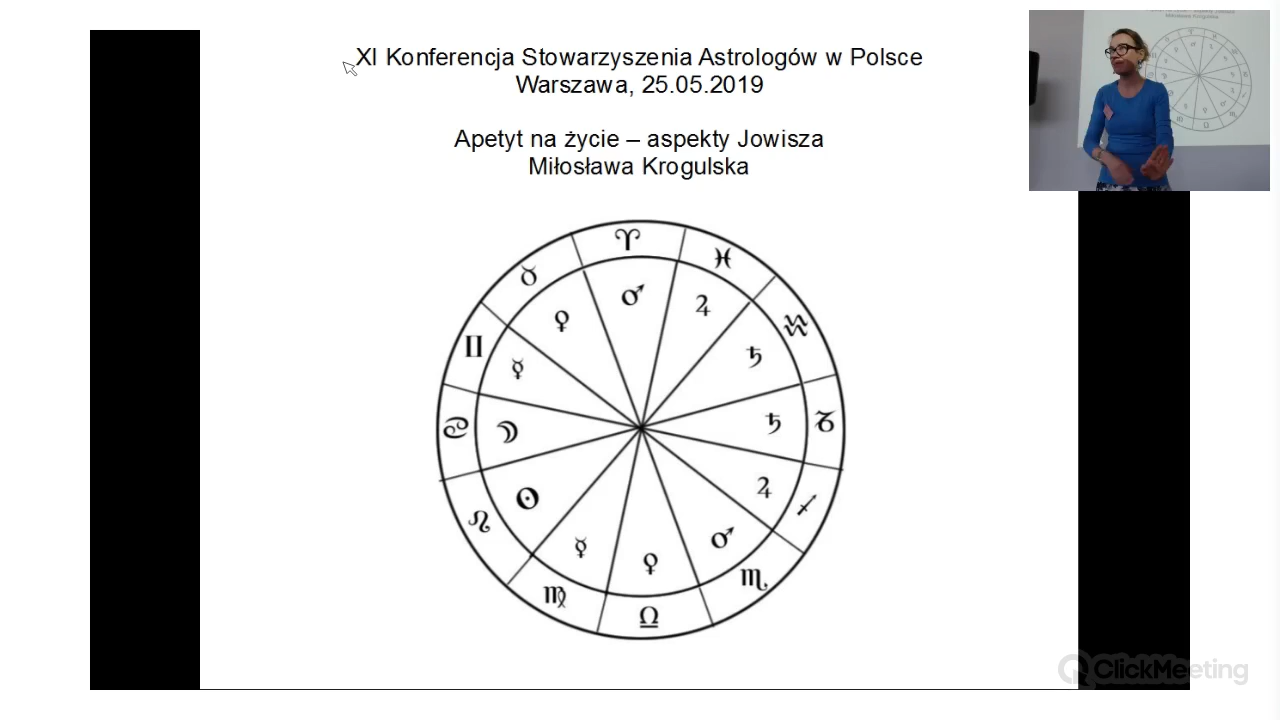 XI Konferencja Stowarzyszenia Astrologów w Polsce
Warszawa, 25.05.2019
Apetyt na życie – aspekty Jowisza
Miłosława Krogulska
ClickMeeting